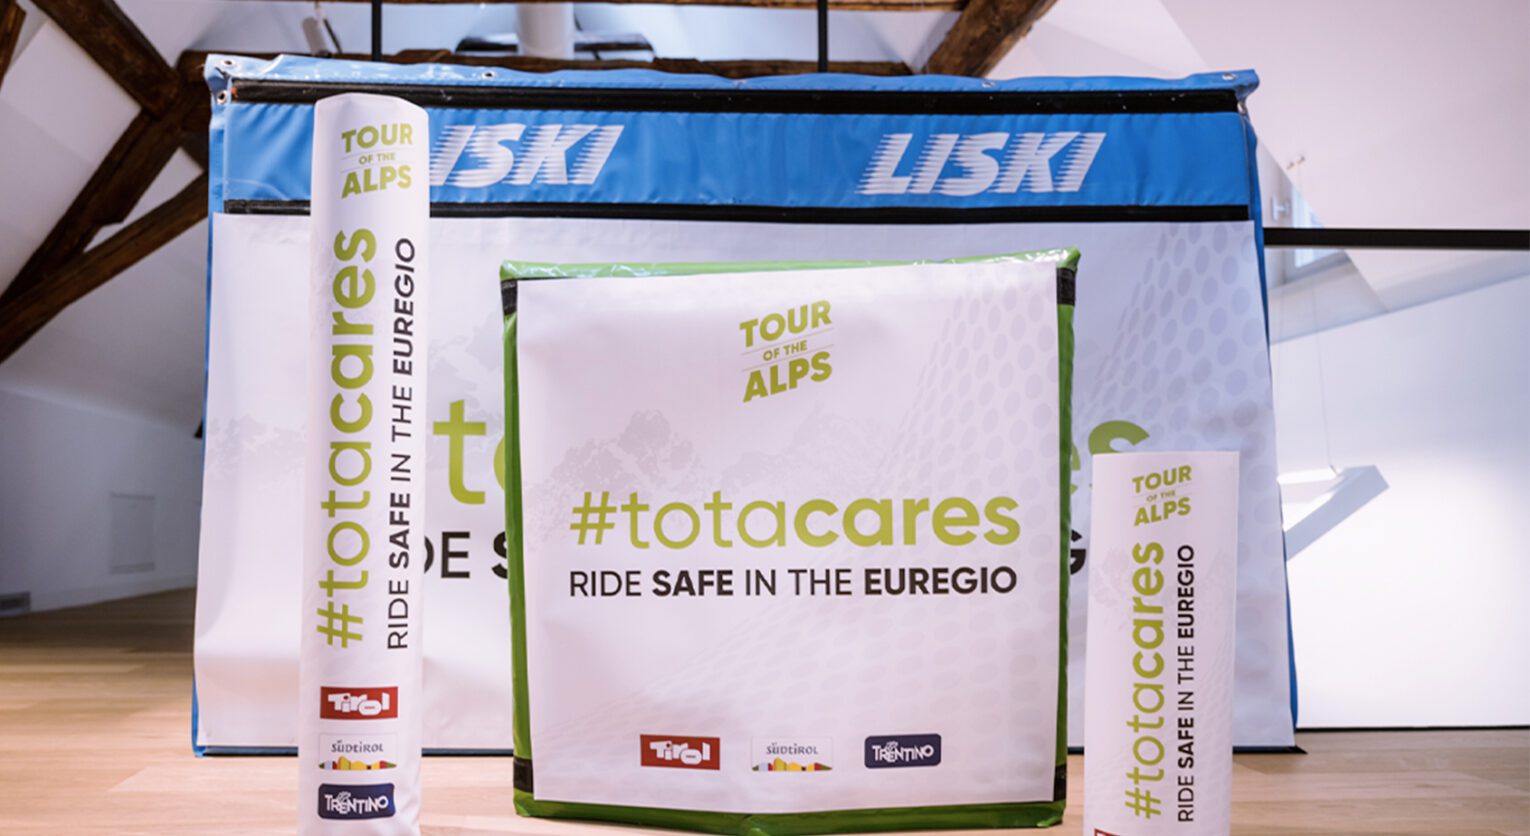 LISKI
LISKI
TOUR
OF THE
ALPS
#totacares
RIDE SAFE IN THE EUREGIO
Tirol
SÜDTIROL
TRENTINO
TOUR
OF THE
ALPS
#totacares
RIDE SAFE IN THE EUREGIO
Tirol
SÜDTIROL
TRENTINO
TOUR
OF THE
ALPS
#totacares
RIDE SAFE IN THE EUREGIO